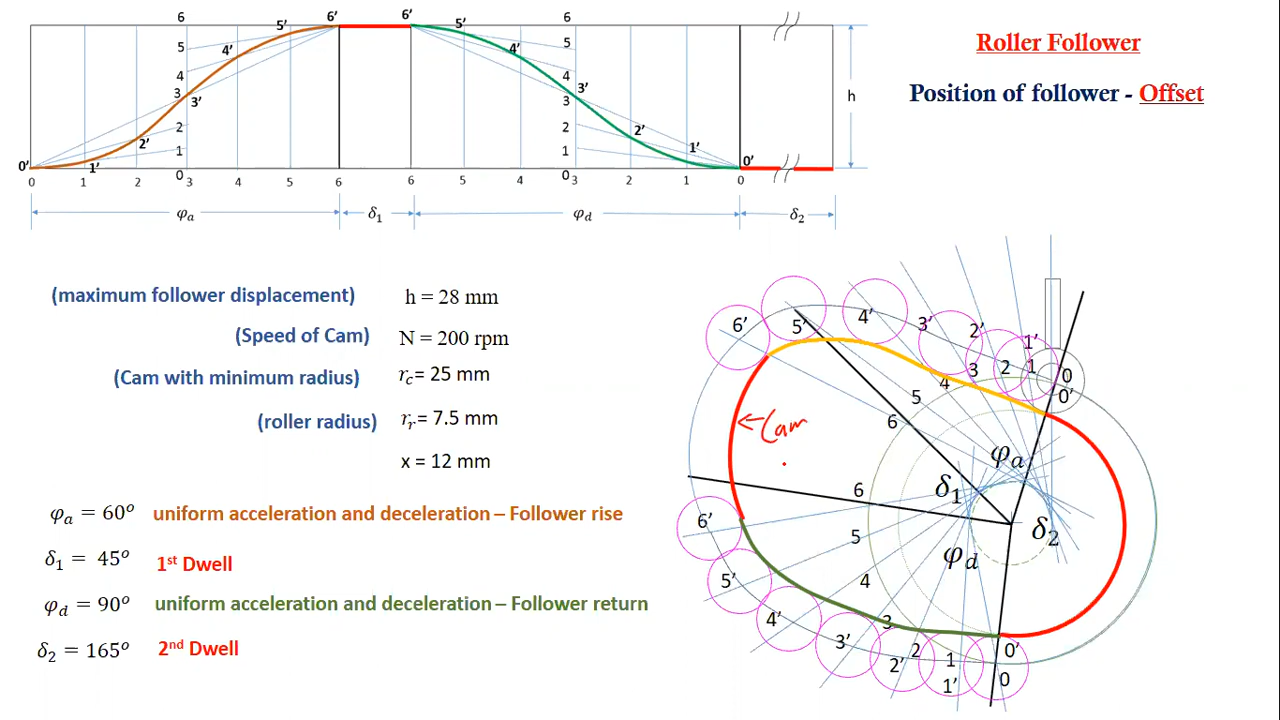 6 6' 6' 6
5' 5'
5 5
4' 4'
4 4
3 3' 3' 3
2 2' 2' 2
1 1' 1' 1
0' 0 0 0'
0 1 2 3 4 5 6 6 5 4 3 2 1 0
φa δ1 φd δ2
h
Roller Follower
Position of follower - Offset
(maximum follower displacement) h = 28 mm
(Speed of Cam) N = 200 rpm
(Cam with minimum radius) rc= 25 mm
(roller radius) rr= 7.5 mm
x = 12 mm
φa = 60o uniform acceleration and deceleration – Follower rise
δ1 = 45o 1st Dwell
φd = 90o uniform acceleration and deceleration – Follower return
δ2 = 165o 2nd Dwell
6' 5' 4' 3' 2' 1'
6 5 4 3 2 1 0
0'
Cam
φa
δ1
δ2
φd
6' 5' 4' 3' 2' 1'
6 5 4 3 2 1 0
0'